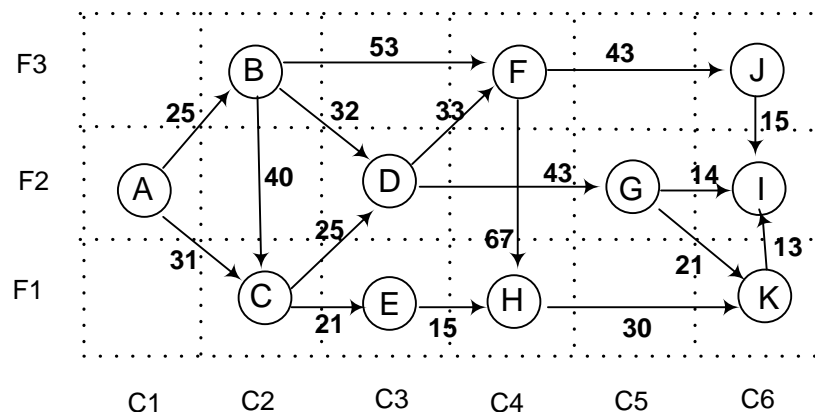 F3 B 53 F 43 J
25 32 33 15
F2 A 40 D 43 G 14 I
31 25 67 21 13
F1 C 21 E 15 H 30 K
C1 C2 C3 C4 C5 C6